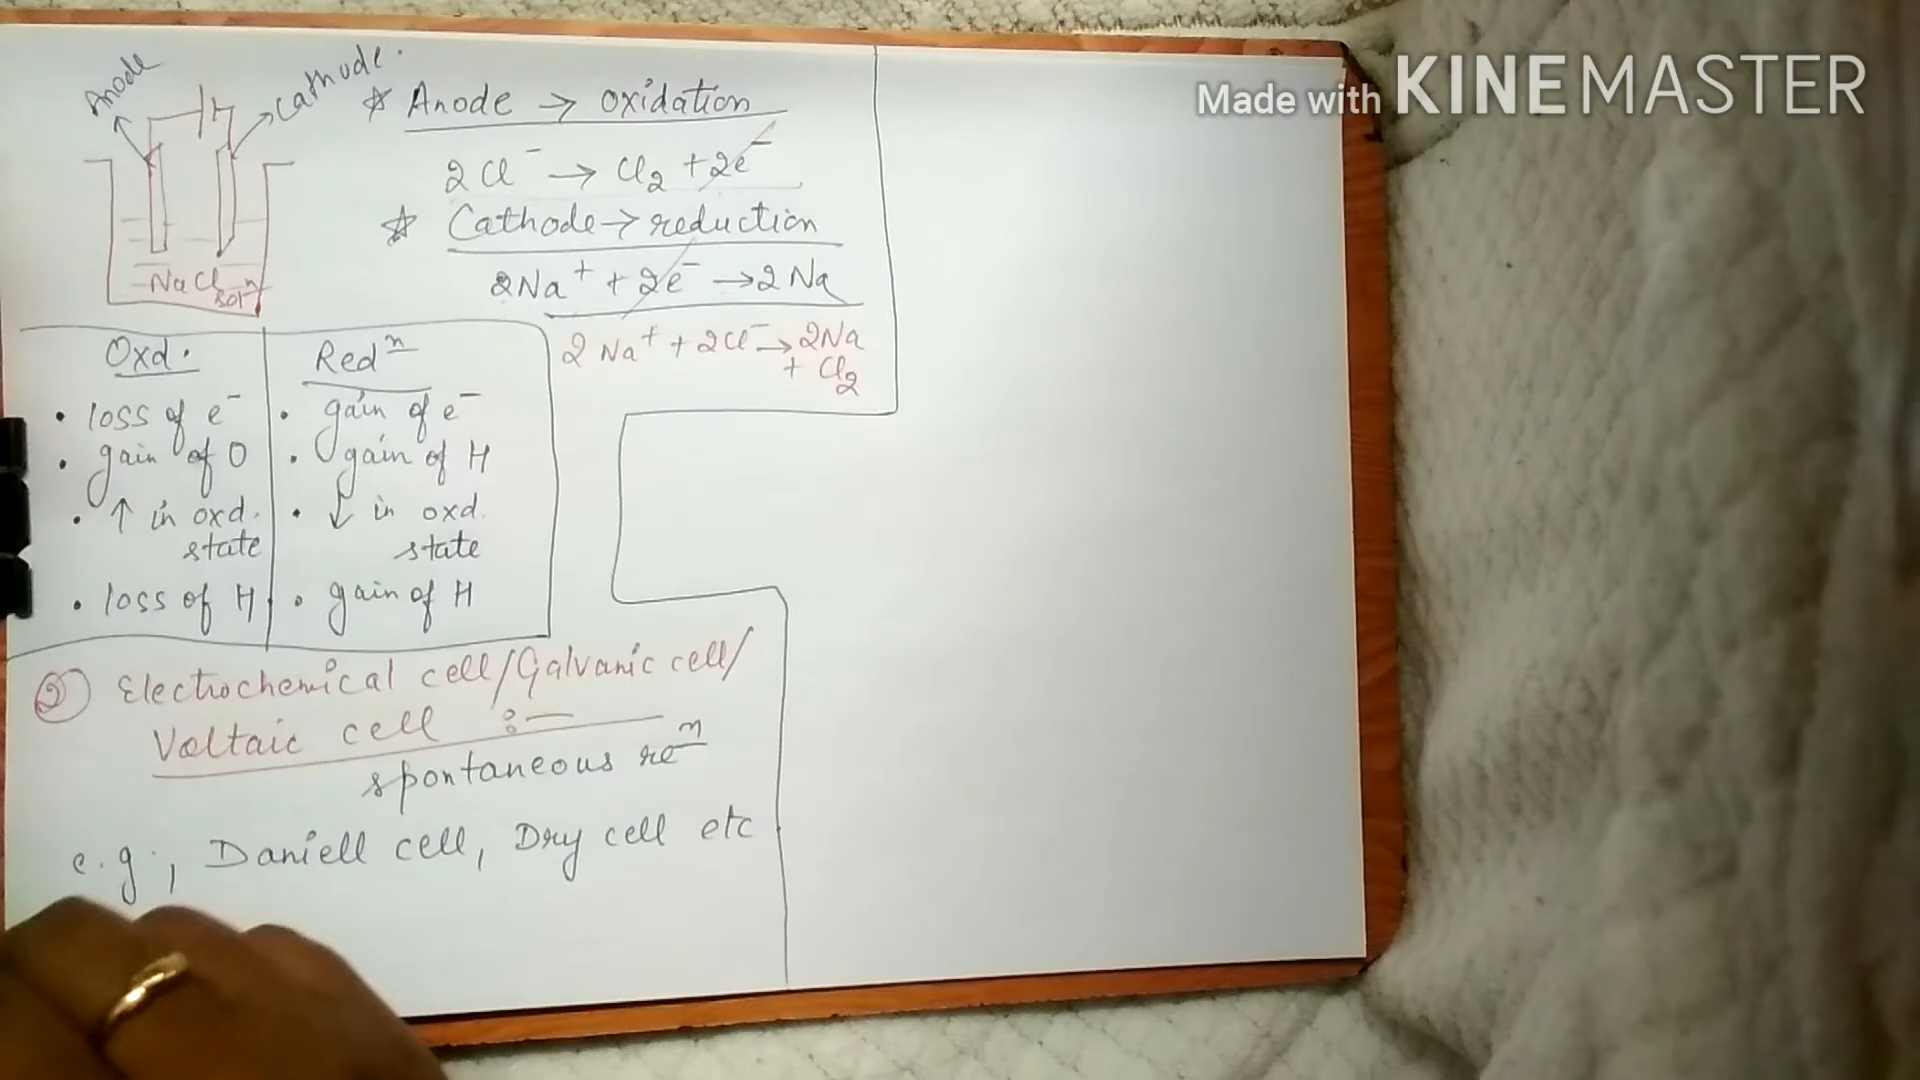 Made with KINEMASTER
Anode
Cathode.
NaCl soln
☆ Anode → oxidation
2Cl⁻ → Cl₂ + 2e⁻
☆ Cathode → reduction
2Na⁺ + 2e⁻ → 2Na
2Na⁺ + 2Cl⁻ → 2Na
+ Cl₂
Oxd.
• loss of e⁻
• gain of O
• ↑ in oxd.
state
• loss of H
Redⁿ
• gain of e⁻
• gain of H
• ↓ in oxd.
state
• gain of H
② Electrochemical cell/Galvanic cell/
Voltaic cell :—
spontaneous reⁿ
e.g., Daniell cell, Dry cell etc